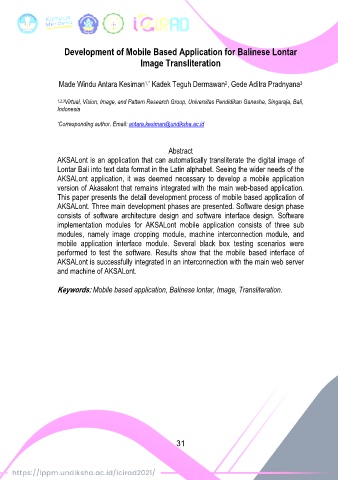 ICIRAD
Development of Mobile Based Application for Balinese Lontar
Image Transliteration
Made Windu Antara Kesiman1,* Kadek Teguh Dermawan2, Gede Aditra Pradnyana3
1,2,3Virtual, Vision, Image, and Pattern Research Group, Universitas Pendidikan Ganesha, Singaraja, Bali,
Indonesia
*Corresponding author. Email: antara.kesiman@undiksha.ac.id
Abstract
AKSALont is an application that can automatically transliterate the digital image of
Lontar Bali into text data format in the Latin alphabet. Seeing the wider needs of the
AKSALont application, it was deemed necessary to develop a mobile application
version of Akasalont that remains integrated with the main web-based application.
This paper presents the detail development process of mobile based application of
AKSALont. Three main development phases are presented. Software design phase
consists of software architecture design and software interface design. Software
implementation modules for AKSALont mobile application consists of three sub
modules, namely image cropping module, machine interconnection module, and
mobile application interface module. Several black box testing scenarios were
performed to test the software. Results show that the mobile based interface of
AKSALont is successfully integrated in an interconnection with the main web server
and machine of AKSALont.
Keywords: Mobile based application, Balinese lontar, Image, Transliteration.
31
https://lppm.undiksha.ac.id/icirad2021/